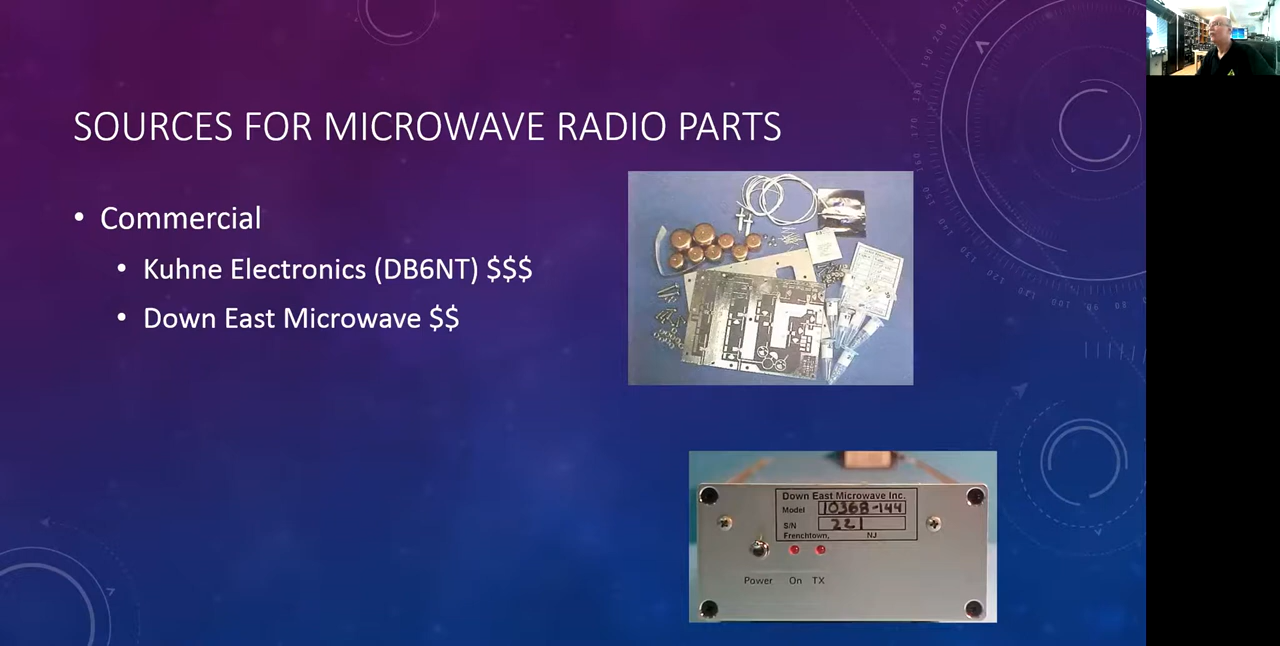 SOURCES FOR MICROWAVE RADIO PARTS
• Commercial
• Kuhne Electronics (DB6NT) $$$
• Down East Microwave $$
Down East Microwave Inc.
Model 10368-144
S/N 221
Frenchtown, NJ
Power On TX